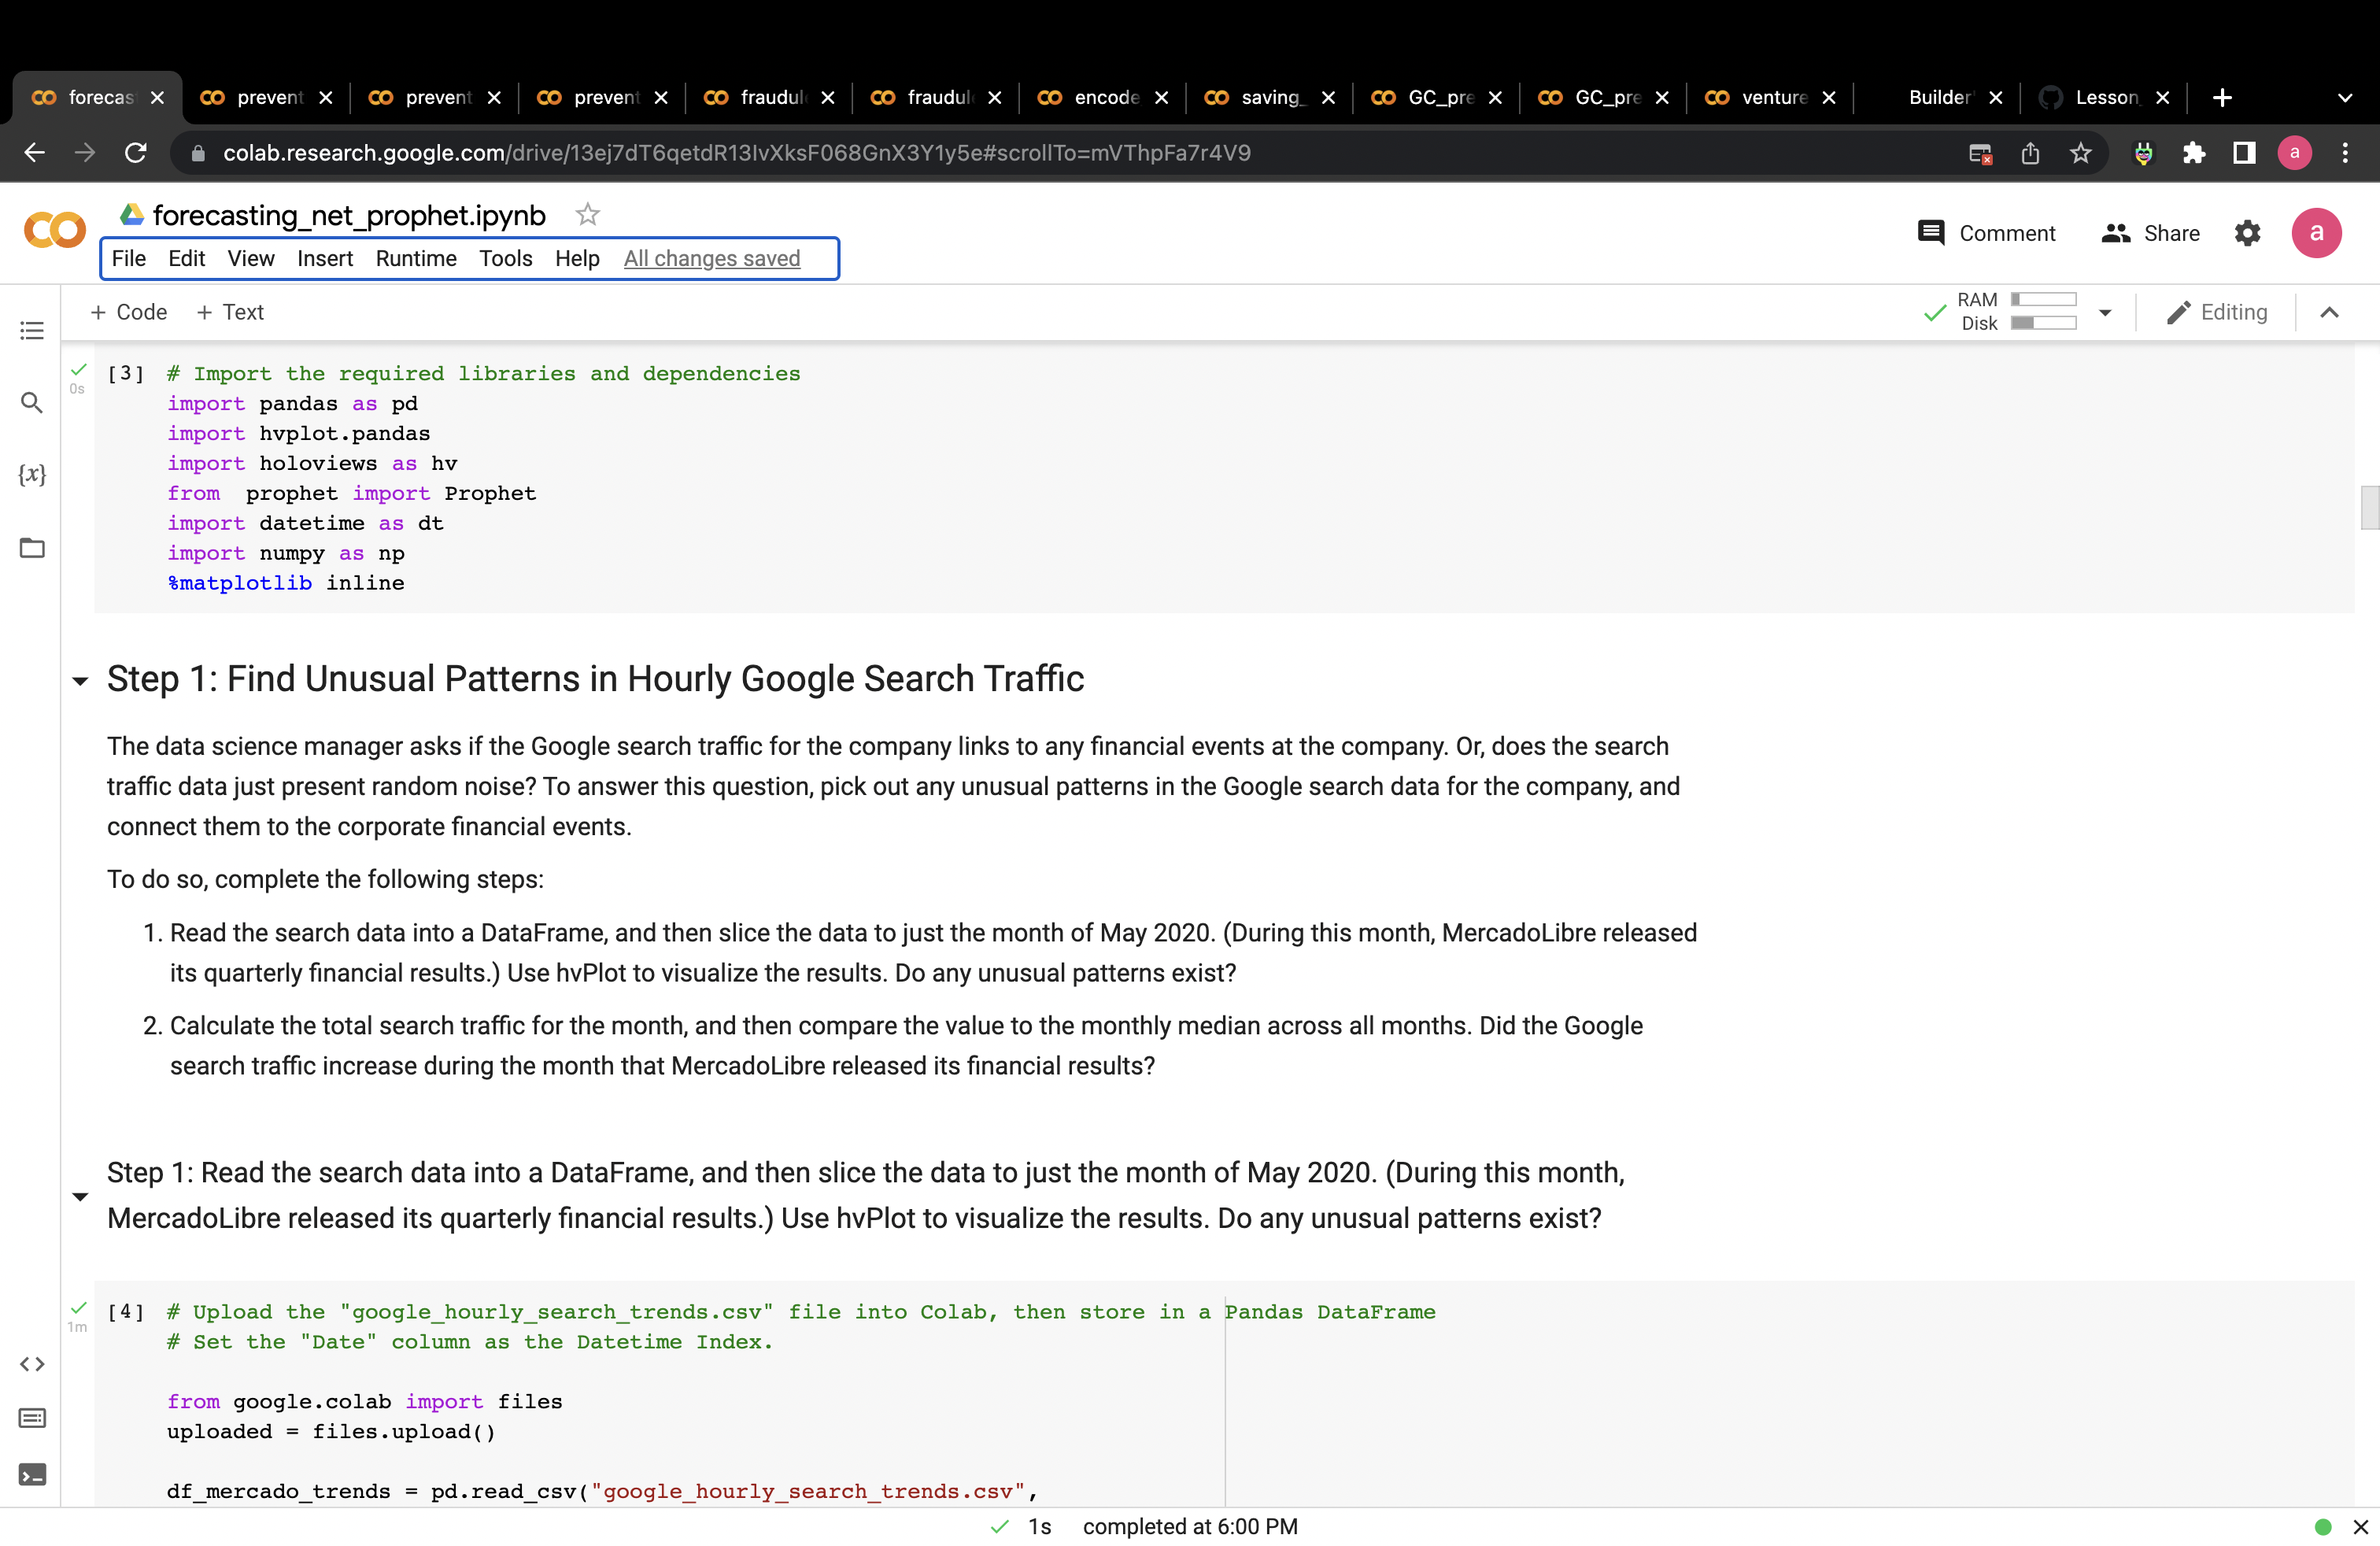 forecas
prevent
prevent
prevent
fraudul
fraudul
encode
saving_
GC_pre
GC_pre
venture
Builder'
Lesson_
colab.research.google.com/drive/13ej7dT6qetdR13IvXksF068GnX3Y1y5e#scrollTo=mVThpFa7r4V9
a
forecasting_net_prophet.ipynb
File Edit View Insert Runtime Tools Help All changes saved
Comment
Share
a
+ Code + Text
RAM
Disk
Editing
{x}
0s
[3] # Import the required libraries and dependencies
import pandas as pd
import hvplot.pandas
import holoviews as hv
from  prophet import Prophet
import datetime as dt
import numpy as np
%matplotlib inline
Step 1: Find Unusual Patterns in Hourly Google Search Traffic
The data science manager asks if the Google search traffic for the company links to any financial events at the company. Or, does the search
traffic data just present random noise? To answer this question, pick out any unusual patterns in the Google search data for the company, and
connect them to the corporate financial events.
To do so, complete the following steps:
1. Read the search data into a DataFrame, and then slice the data to just the month of May 2020. (During this month, MercadoLibre released
its quarterly financial results.) Use hvPlot to visualize the results. Do any unusual patterns exist?
2. Calculate the total search traffic for the month, and then compare the value to the monthly median across all months. Did the Google
search traffic increase during the month that MercadoLibre released its financial results?
Step 1: Read the search data into a DataFrame, and then slice the data to just the month of May 2020. (During this month,
MercadoLibre released its quarterly financial results.) Use hvPlot to visualize the results. Do any unusual patterns exist?
1m
[4] # Upload the "google_hourly_search_trends.csv" file into Colab, then store in a Pandas DataFrame
# Set the "Date" column as the Datetime Index.
from google.colab import files
uploaded = files.upload()
df_mercado_trends = pd.read_csv("google_hourly_search_trends.csv",
1s completed at 6:00 PM